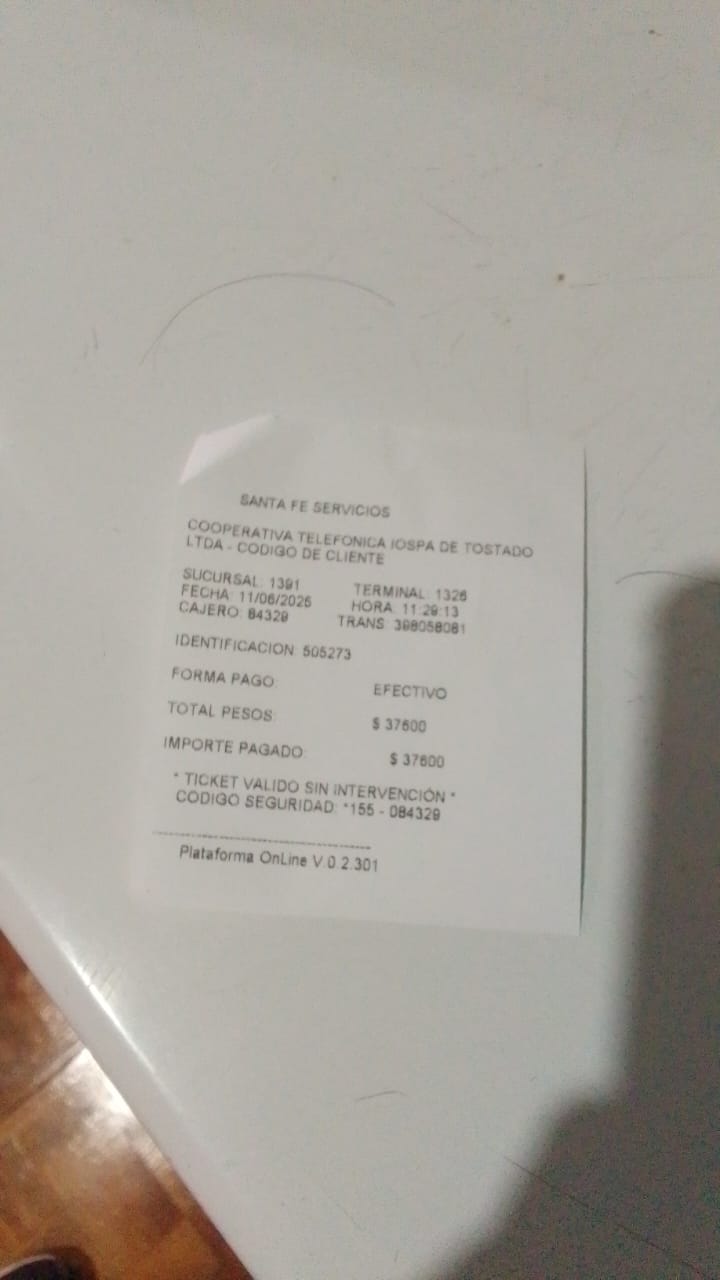 SANTA FE SERVICIOS
COOPERATIVA TELEFONICA IOSPA DE TOSTADO
LTDA - CODIGO DE CLIENTE
SUCURSAL: 1391 TERMINAL: 1326
FECHA: 11/06/2026 HORA: 11:29:13
CAJERO: 84329 TRANS: 398058081
IDENTIFICACION: 505273
FORMA PAGO: EFECTIVO
TOTAL PESOS: $ 37600
IMPORTE PAGADO: $ 37600
* TICKET VALIDO SIN INTERVENCIÓN *
CODIGO SEGURIDAD: *155 - 084329
Plataforma OnLine V.0.2.301